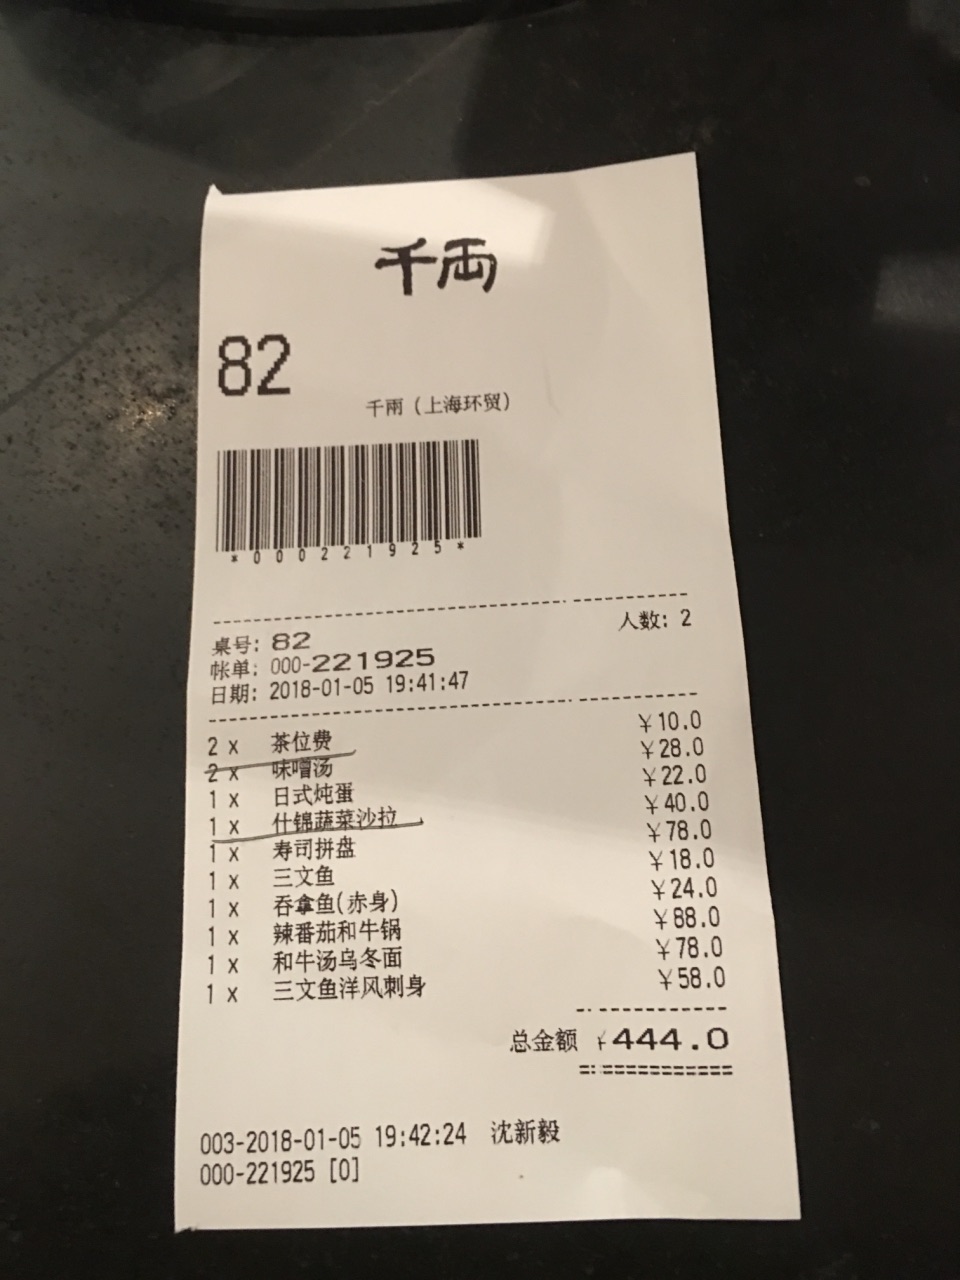 千両
82
千雨（上海环贸）
*000221925*
人数: 2
桌号: 82
帐单: 000-221925
日期: 2018-01-05 19:41:47
2 x 茶位费 ¥10.0
2 x 味噌汤 ¥28.0
1 x 日式炖蛋 ¥22.0
1 x 什锦蔬菜沙拉 ¥40.0
1 x 寿司拼盘 ¥78.0
1 x 三文鱼 ¥18.0
1 x 吞拿鱼(赤身) ¥24.0
1 x 辣番茄和牛锅 ¥88.0
1 x 和牛汤乌冬面 ¥78.0
1 x 三文鱼洋风刺身 ¥58.0
总金额 ¥444.0
003-2018-01-05 19:42:24 沈新毅
000-221925 [0]